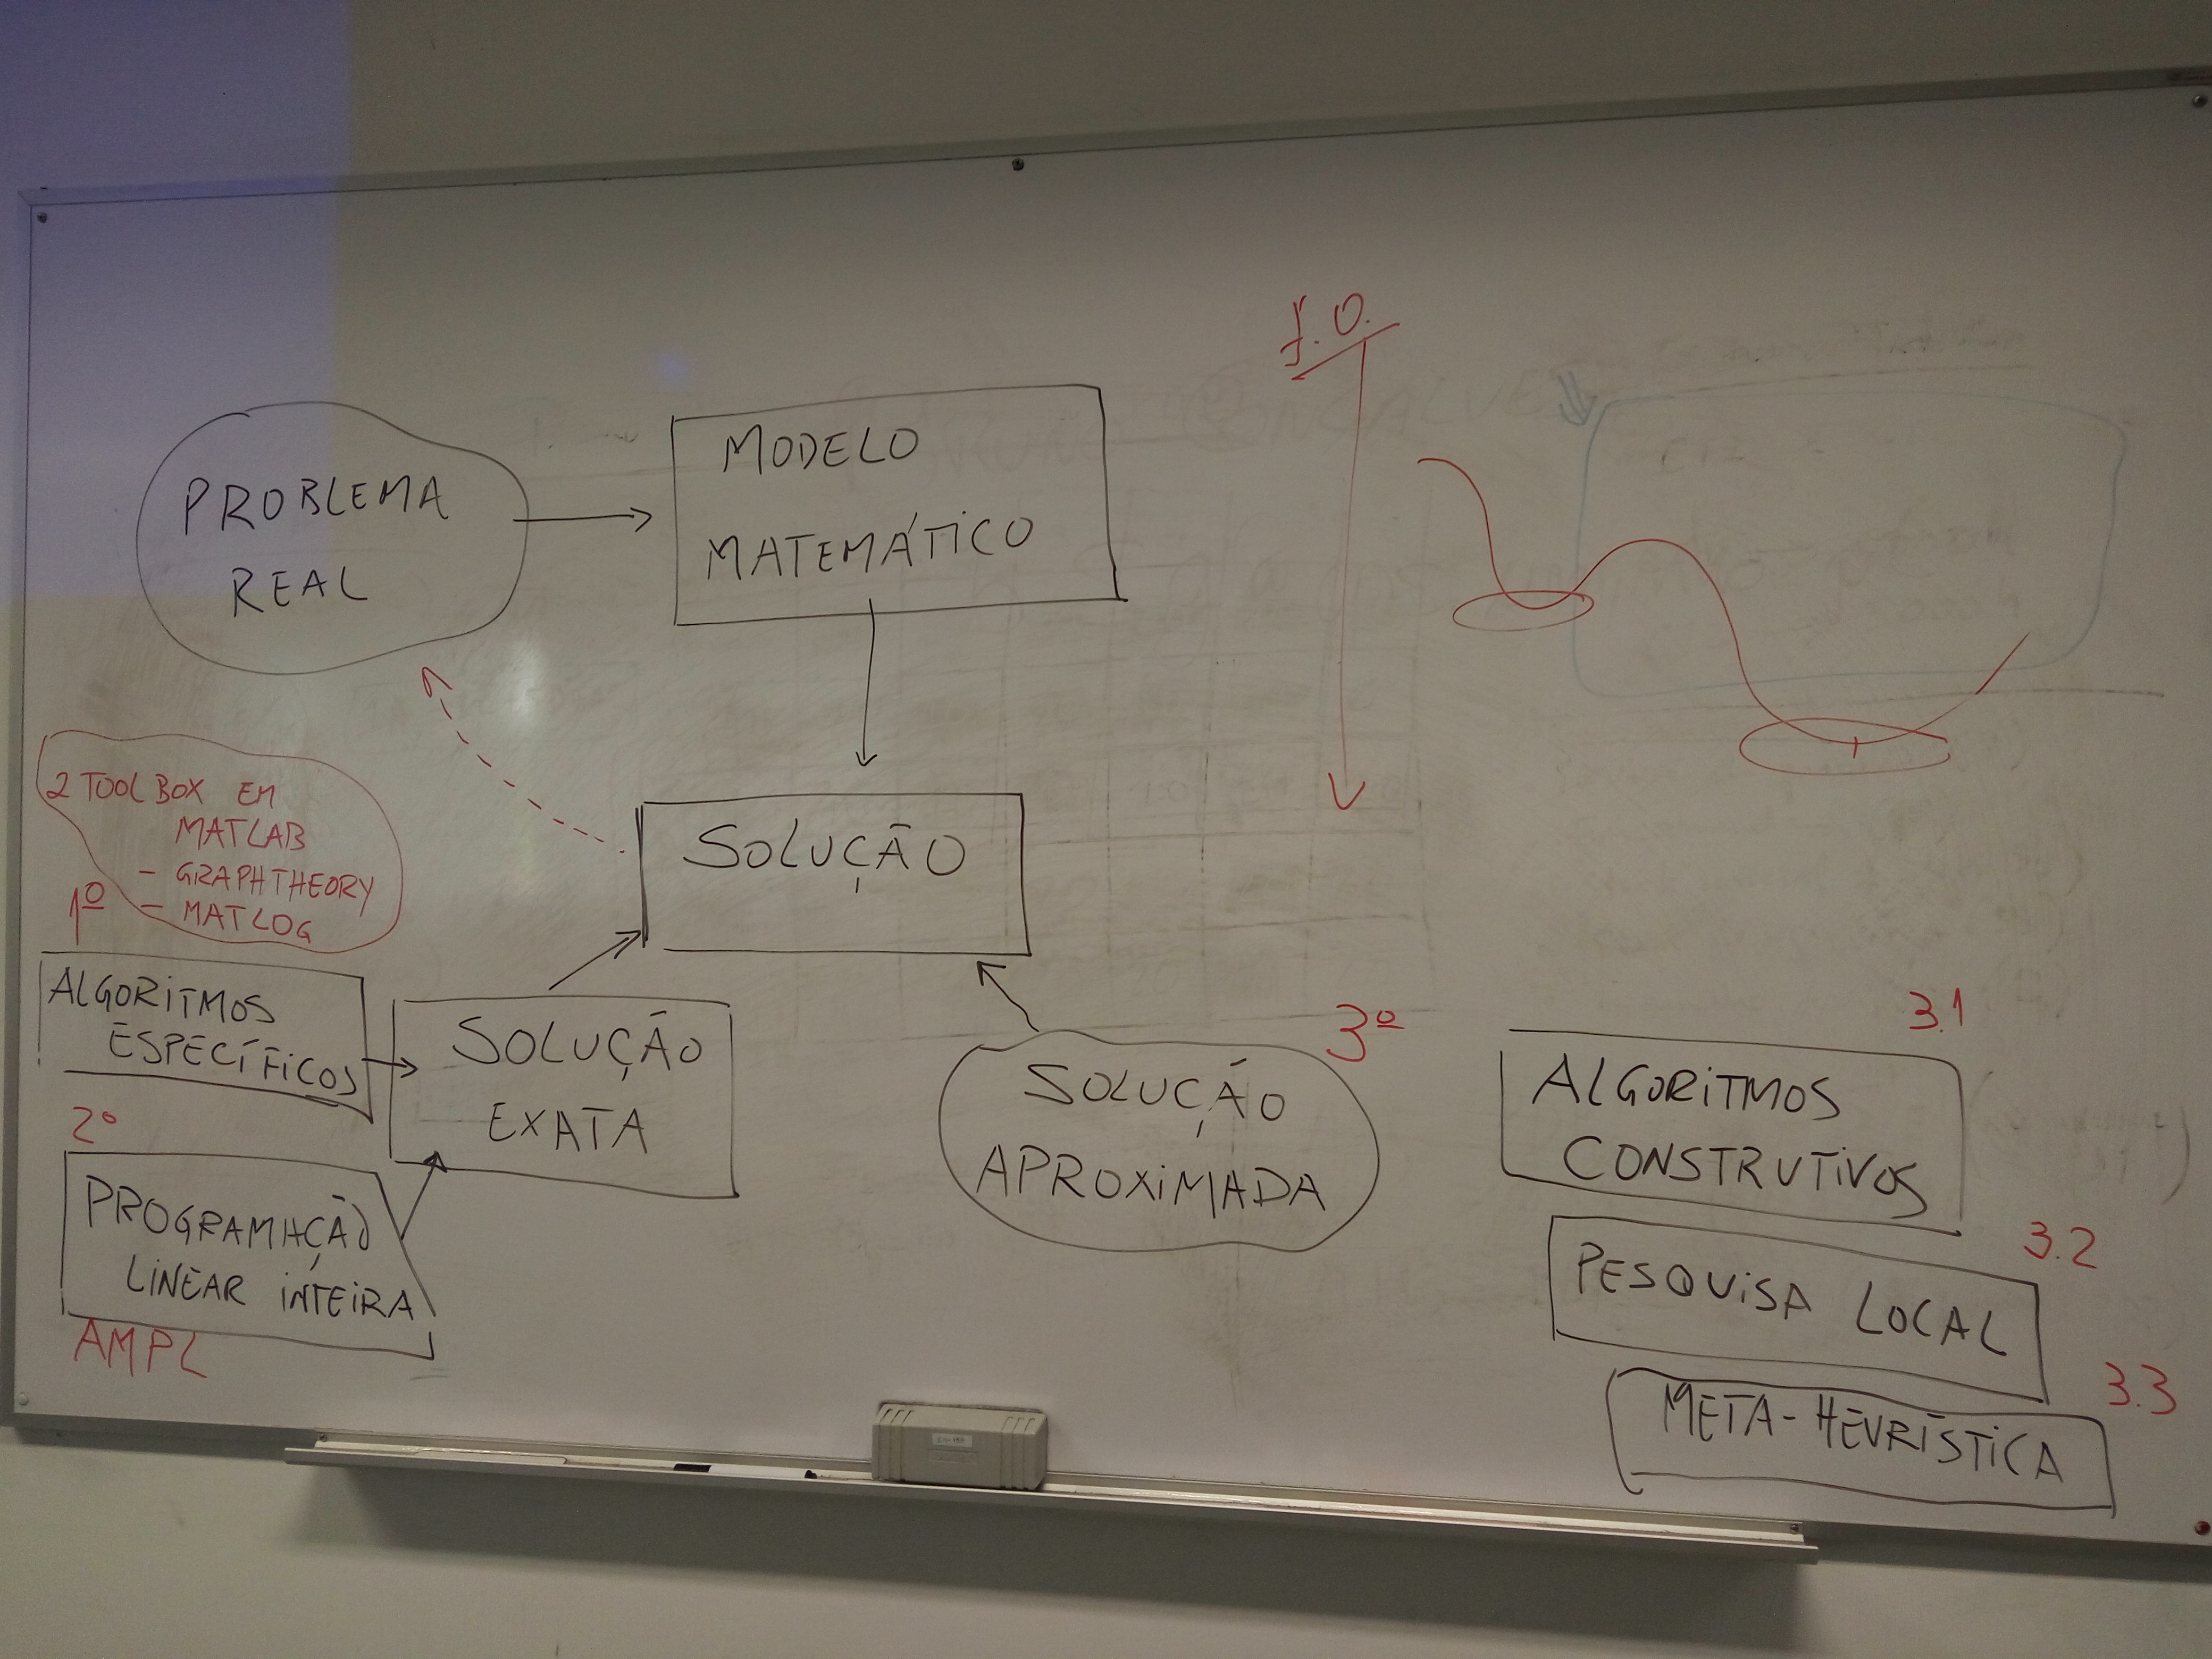 PROBLEMA
REAL
MODELO
MATEMÁTICO
f.O.
2 TOOLBOX EM
MATLAB
- GRAPHTHEORY
- MATLOG
SOLUÇÃO
1º
ALGORITMOS
ESPECÍFICOS
SOLUÇÃO
EXATA
2º
PROGRAMAÇÃO
LINEAR INTEIRA
AMPL
3º
SOLUÇÃO
APROXIMADA
3.1
ALGORITMOS
CONSTRUTIVOS
3.2
PESQUISA LOCAL
3.3
META-HEURÍSTICA